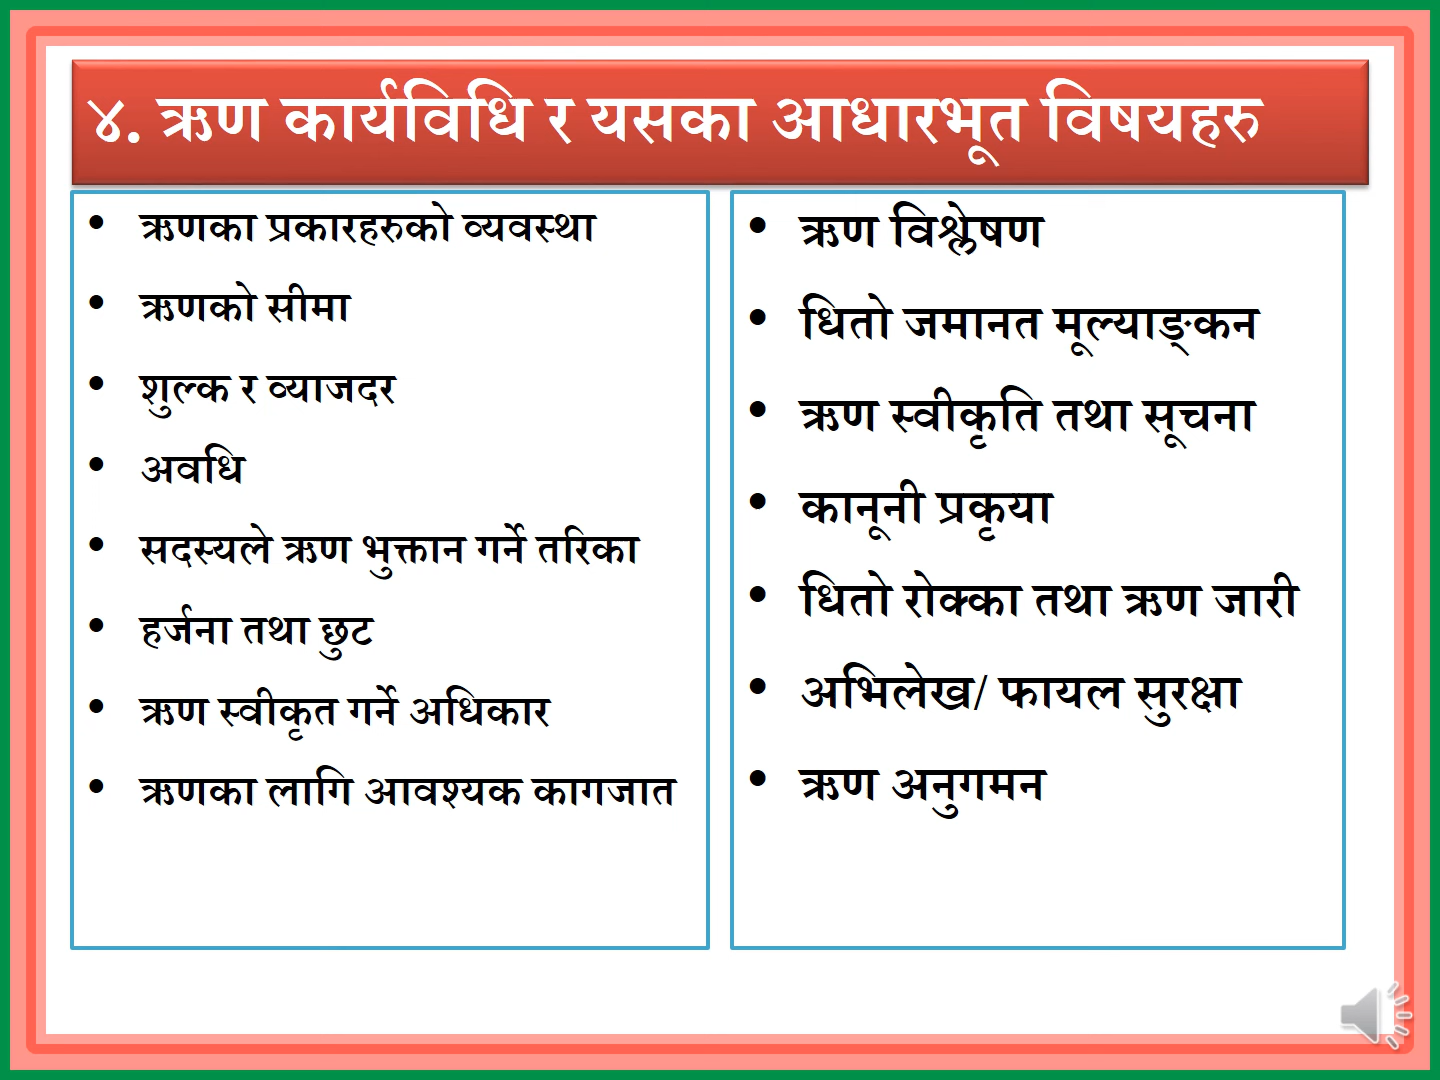 ४. ऋण कार्यविधि र यसका आधारभूत विषयहरु
• ऋणका प्रकारहरुको व्यवस्था
• ऋणको सीमा
• शुल्क र व्याजदर
• अवधि
• सदस्यले ऋण भुक्तान गर्ने तरिका
• हर्जना तथा छुट
• ऋण स्वीकृत गर्ने अधिकार
• ऋणका लागि आवश्यक कागजात
• ऋण विश्लेषण
• धितो जमानत मूल्याङ्कन
• ऋण स्वीकृति तथा सूचना
• कानूनी प्रकृया
• धितो रोक्का तथा ऋण जारी
• अभिलेख/ फायल सुरक्षा
• ऋण अनुगमन